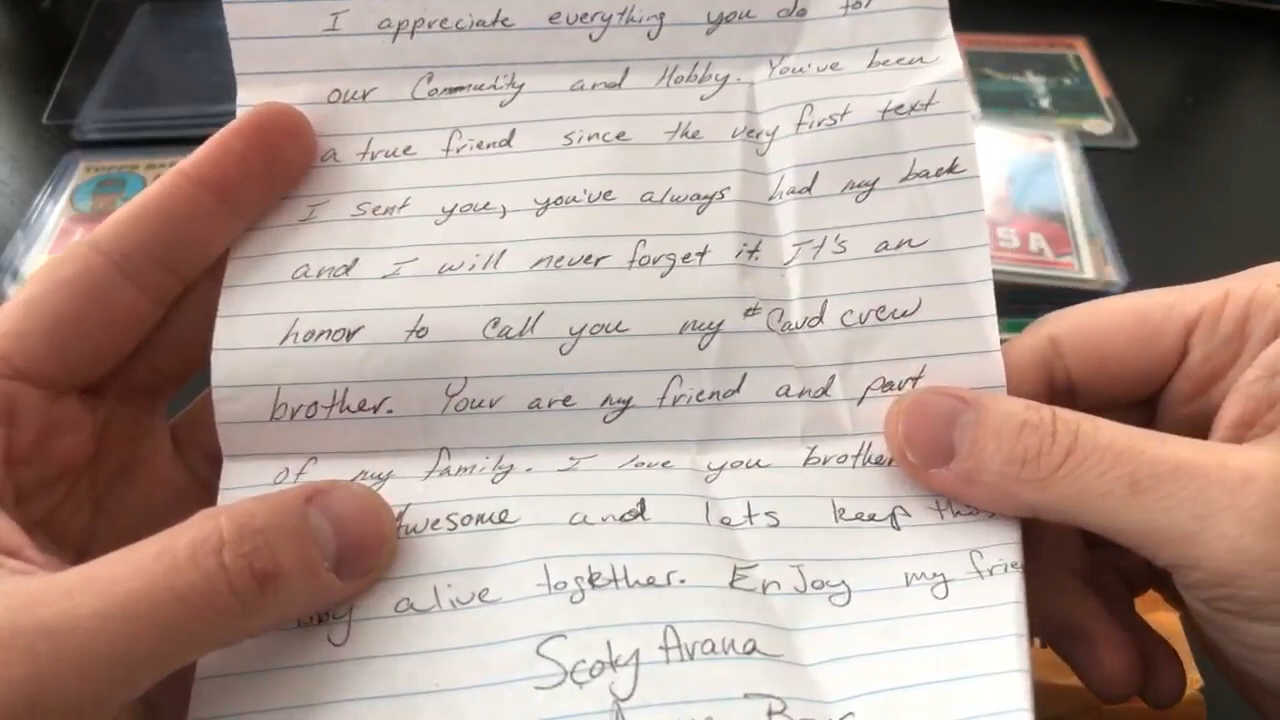 I appreciate everything you do for
our Community and Hobby. You've been
a true friend since the very first text
I sent you, you've always had my back
and I will never forget it. It's an
honor to Call you my #Card crew
brother. Your are my friend and part
of my family. I love you brother
Awesome and lets keep this
alive together. EnJoy my
Scoty Arana
TOPPS
SA